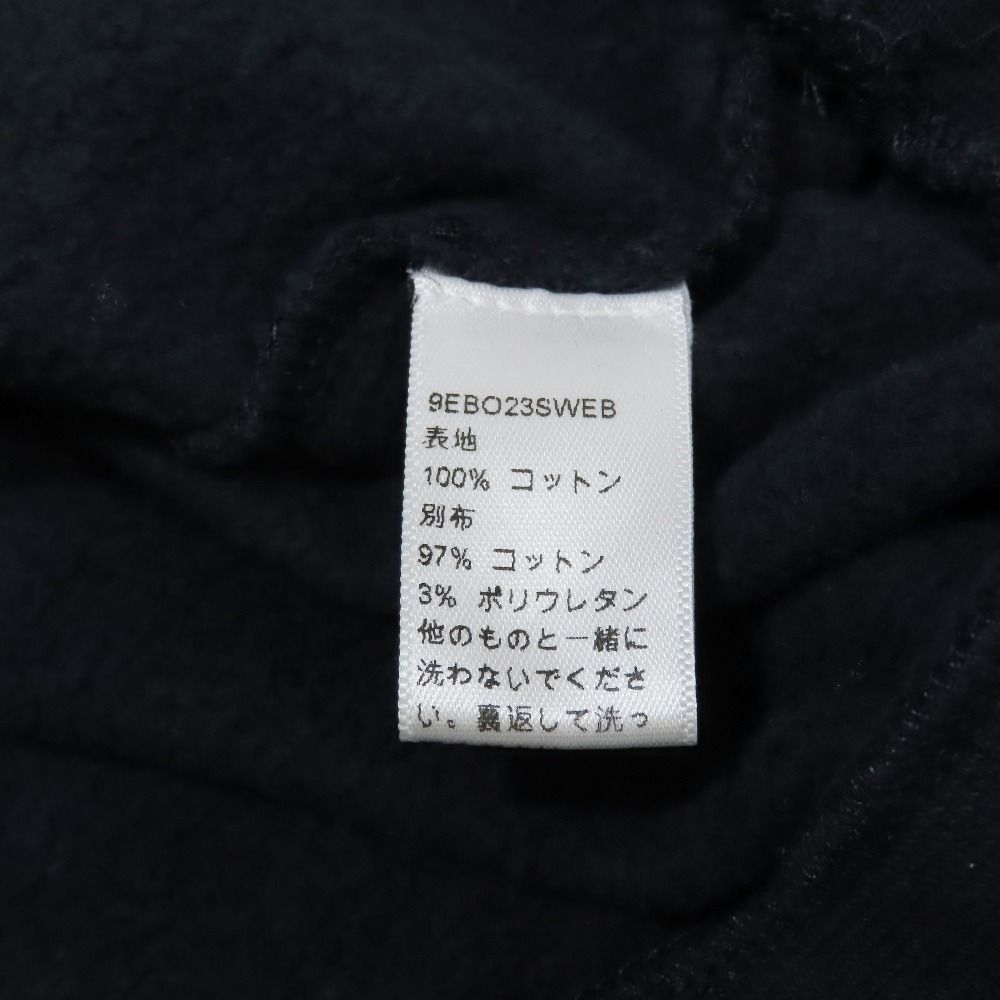 9EBO23SWEB
表地
100% コットン
別布
97% コットン
3% ポリウレタン
他のものと一緒に
洗わないでくださ
い。裏返して洗っ